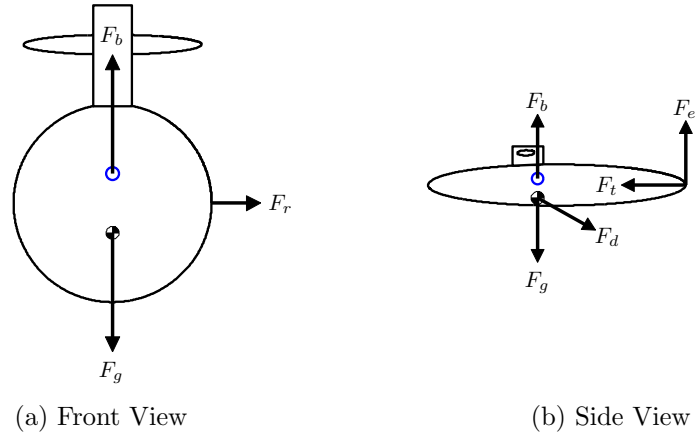 F_b
F_r
F_g
(a) Front View
F_b
F_e
F_t
F_d
F_g
(b) Side View